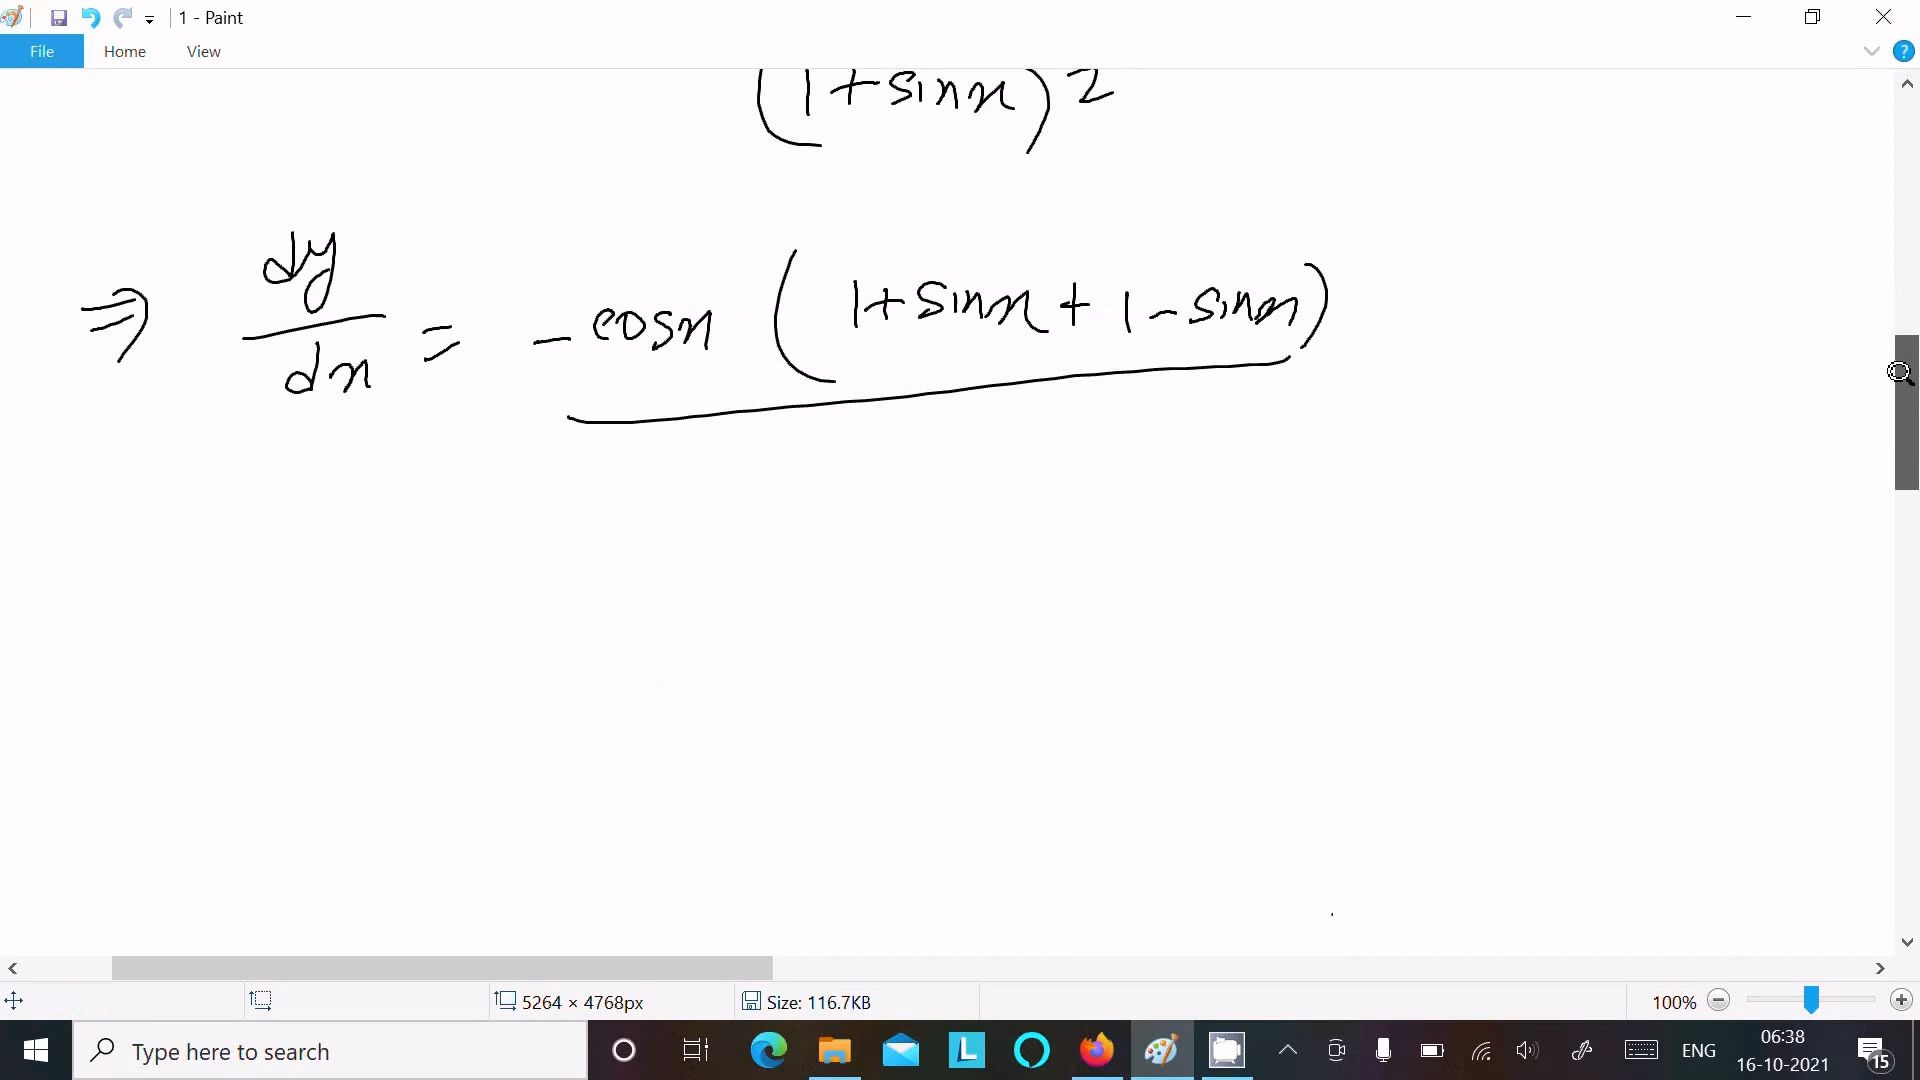 1 - Paint
File Home View
(1+sinx)2
⇒ dy/dx = -cosx (1+sinx+1-sinx)
5264 × 4768px Size: 116.7KB 100%
Type here to search
L
ENG
06:38
16-10-2021
15